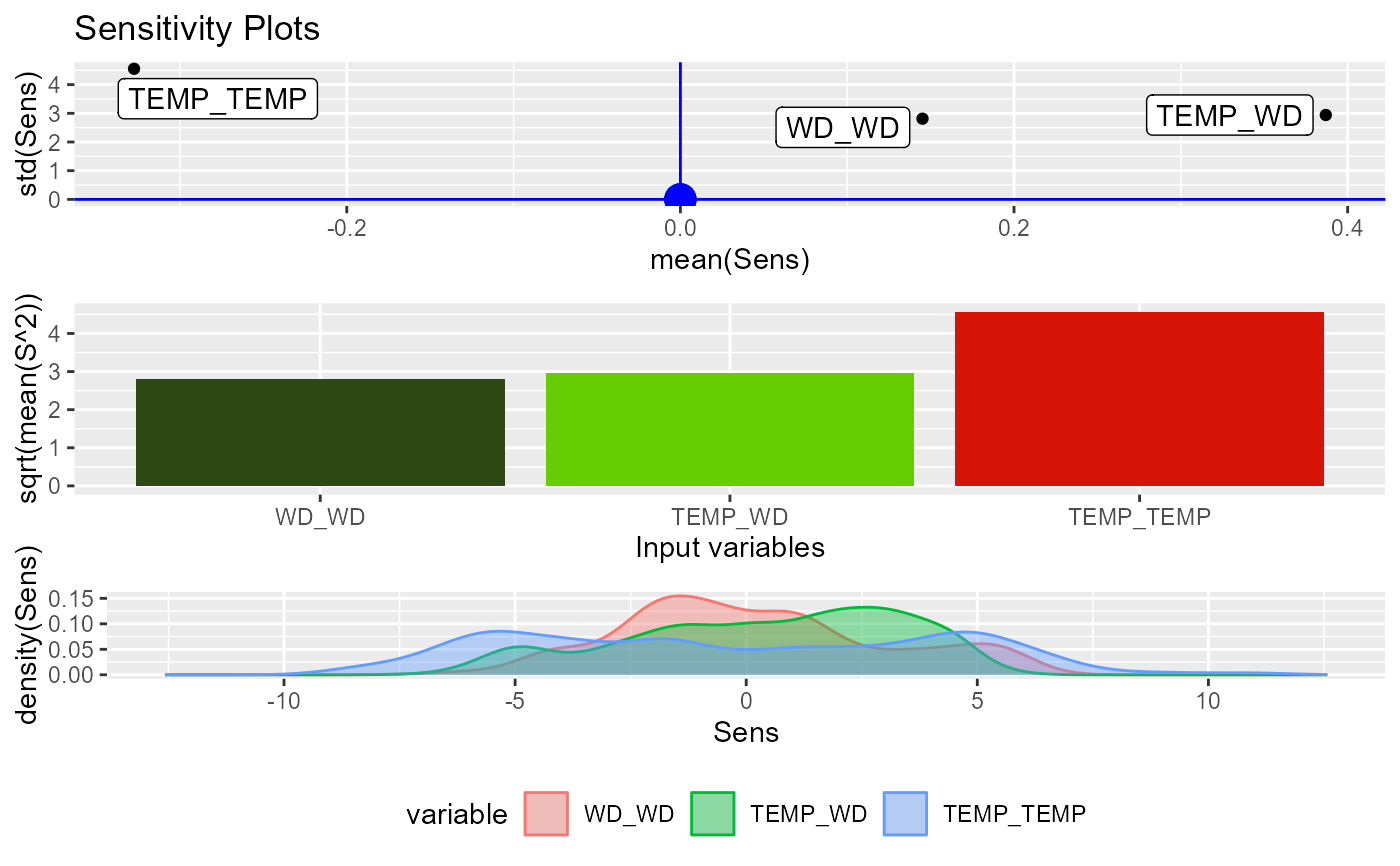 Sensitivity Plots
std(Sens)
4
3
2
1
0
TEMP_TEMP
WD_WD
TEMP_WD
-0.2 0.0 0.2 0.4
mean(Sens)
sqrt(mean(S^2))
4
3
2
1
0
WD_WD TEMP_WD TEMP_TEMP
Input variables
density(Sens)
0.15
0.10
0.05
0.00
-10 -5 0 5 10
Sens
variable WD_WD TEMP_WD TEMP_TEMP